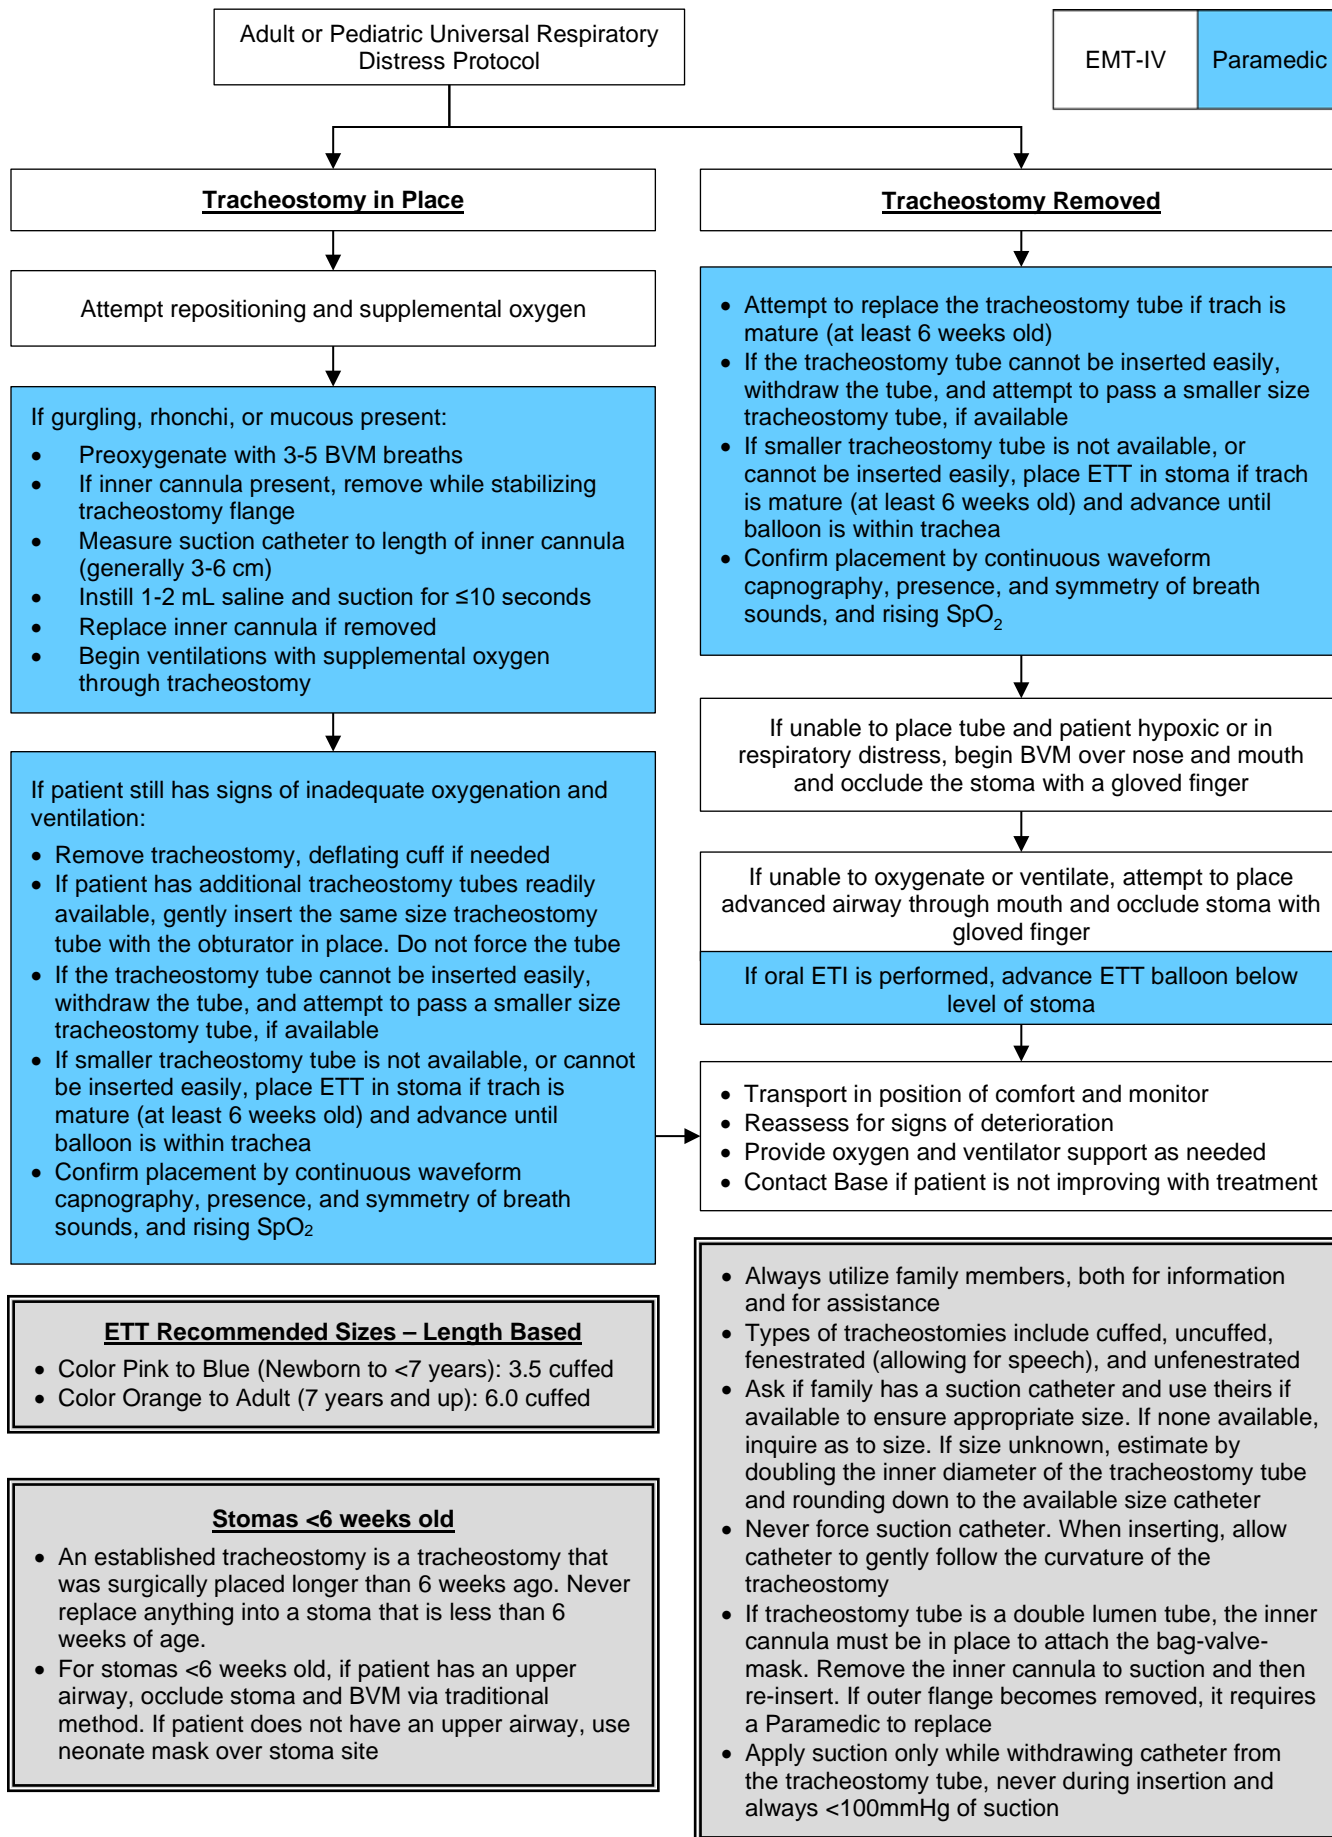 Adult or Pediatric Universal Respiratory
Distress Protocol
EMT-IV
Paramedic
Tracheostomy in Place
Attempt repositioning and supplemental oxygen
If gurgling, rhonchi, or mucous present:
• Preoxygenate with 3-5 BVM breaths
• If inner cannula present, remove while stabilizing
tracheostomy flange
• Measure suction catheter to length of inner cannula
(generally 3-6 cm)
• Instill 1-2 mL saline and suction for ≤10 seconds
• Replace inner cannula if removed
• Begin ventilations with supplemental oxygen
through tracheostomy
If patient still has signs of inadequate oxygenation and
ventilation:
• Remove tracheostomy, deflating cuff if needed
• If patient has additional tracheostomy tubes readily
available, gently insert the same size tracheostomy
tube with the obturator in place. Do not force the tube
• If the tracheostomy tube cannot be inserted easily,
withdraw the tube, and attempt to pass a smaller size
tracheostomy tube, if available
• If smaller tracheostomy tube is not available, or cannot
be inserted easily, place ETT in stoma if trach is
mature (at least 6 weeks old) and advance until
balloon is within trachea
• Confirm placement by continuous waveform
capnography, presence, and symmetry of breath
sounds, and rising SpO₂
Tracheostomy Removed
• Attempt to replace the tracheostomy tube if trach is
mature (at least 6 weeks old)
• If the tracheostomy tube cannot be inserted easily,
withdraw the tube, and attempt to pass a smaller size
tracheostomy tube, if available
• If smaller tracheostomy tube is not available, or
cannot be inserted easily, place ETT in stoma if trach
is mature (at least 6 weeks old) and advance until
balloon is within trachea
• Confirm placement by continuous waveform
capnography, presence, and symmetry of breath
sounds, and rising SpO₂
If unable to place tube and patient hypoxic or in
respiratory distress, begin BVM over nose and mouth
and occlude the stoma with a gloved finger
If unable to oxygenate or ventilate, attempt to place
advanced airway through mouth and occlude stoma with
gloved finger
If oral ETI is performed, advance ETT balloon below
level of stoma
• Transport in position of comfort and monitor
• Reassess for signs of deterioration
• Provide oxygen and ventilator support as needed
• Contact Base if patient is not improving with treatment
ETT Recommended Sizes – Length Based
• Color Pink to Blue (Newborn to <7 years): 3.5 cuffed
• Color Orange to Adult (7 years and up): 6.0 cuffed
Stomas <6 weeks old
• An established tracheostomy is a tracheostomy that
was surgically placed longer than 6 weeks ago. Never
replace anything into a stoma that is less than 6
weeks of age.
• For stomas <6 weeks old, if patient has an upper
airway, occlude stoma and BVM via traditional
method. If patient does not have an upper airway, use
neonate mask over stoma site
• Always utilize family members, both for information
and for assistance
• Types of tracheostomies include cuffed, uncuffed,
fenestrated (allowing for speech), and unfenestrated
• Ask if family has a suction catheter and use theirs if
available to ensure appropriate size. If none available,
inquire as to size. If size unknown, estimate by
doubling the inner diameter of the tracheostomy tube
and rounding down to the available size catheter
• Never force suction catheter. When inserting, allow
catheter to gently follow the curvature of the
tracheostomy
• If tracheostomy tube is a double lumen tube, the inner
cannula must be in place to attach the bag-valve-
mask. Remove the inner cannula to suction and then
re-insert. If outer flange becomes removed, it requires
a Paramedic to replace
• Apply suction only while withdrawing catheter from
the tracheostomy tube, never during insertion and
always <100mmHg of suction